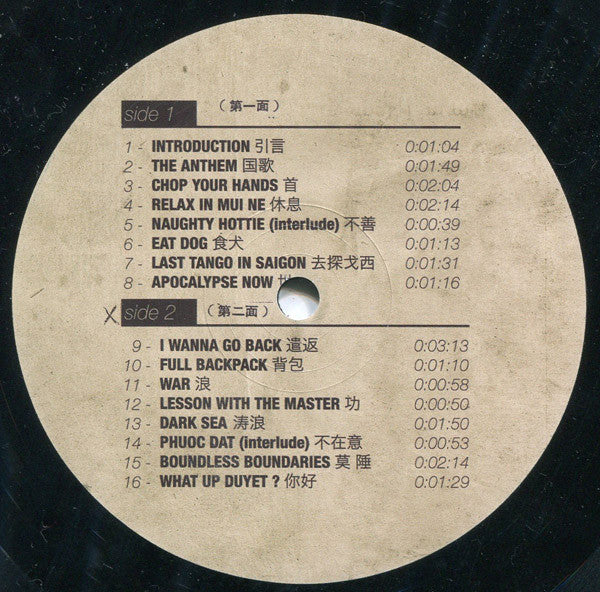 side 1 （第一面）
1 - INTRODUCTION 引言 0:01:04
2 - THE ANTHEM 国歌 0:01:49
3 - CHOP YOUR HANDS 首 0:02:04
4 - RELAX IN MUI NE 休息 0:02:14
5 - NAUGHTY HOTTIE (interlude) 不善 0:00:39
6 - EAT DOG 食犬 0:01:13
7 - LAST TANGO IN SAIGON 去探戈西 0:01:31
8 - APOCALYPSE NOW 0:01:16
X side 2 （第二面）
9 - I WANNA GO BACK 遣返 0:03:13
10 - FULL BACKPACK 背包 0:01:10
11 - WAR 浪 0:00:58
12 - LESSON WITH THE MASTER 功 0:00:50
13 - DARK SEA 涛浪 0:01:50
14 - PHUOC DAT (interlude) 不在意 0:00:53
15 - BOUNDLESS BOUNDARIES 莫 陲 0:02:14
16 - WHAT UP DUYET ? 你好 0:01:29